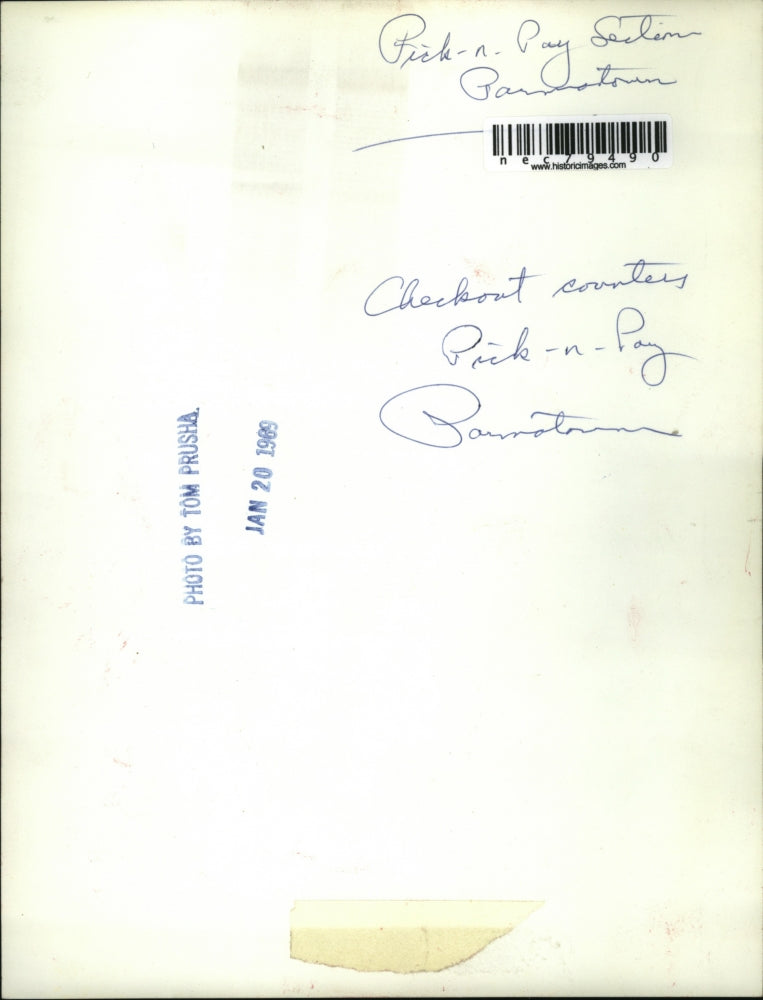 Pick-n-Pay Section
Parmatown
nec79490
www.historicimages.com
Checkout counters
Pick-n-Pay
Parmatown
PHOTO BY TOM PRUSHA.
JAN 20 1969